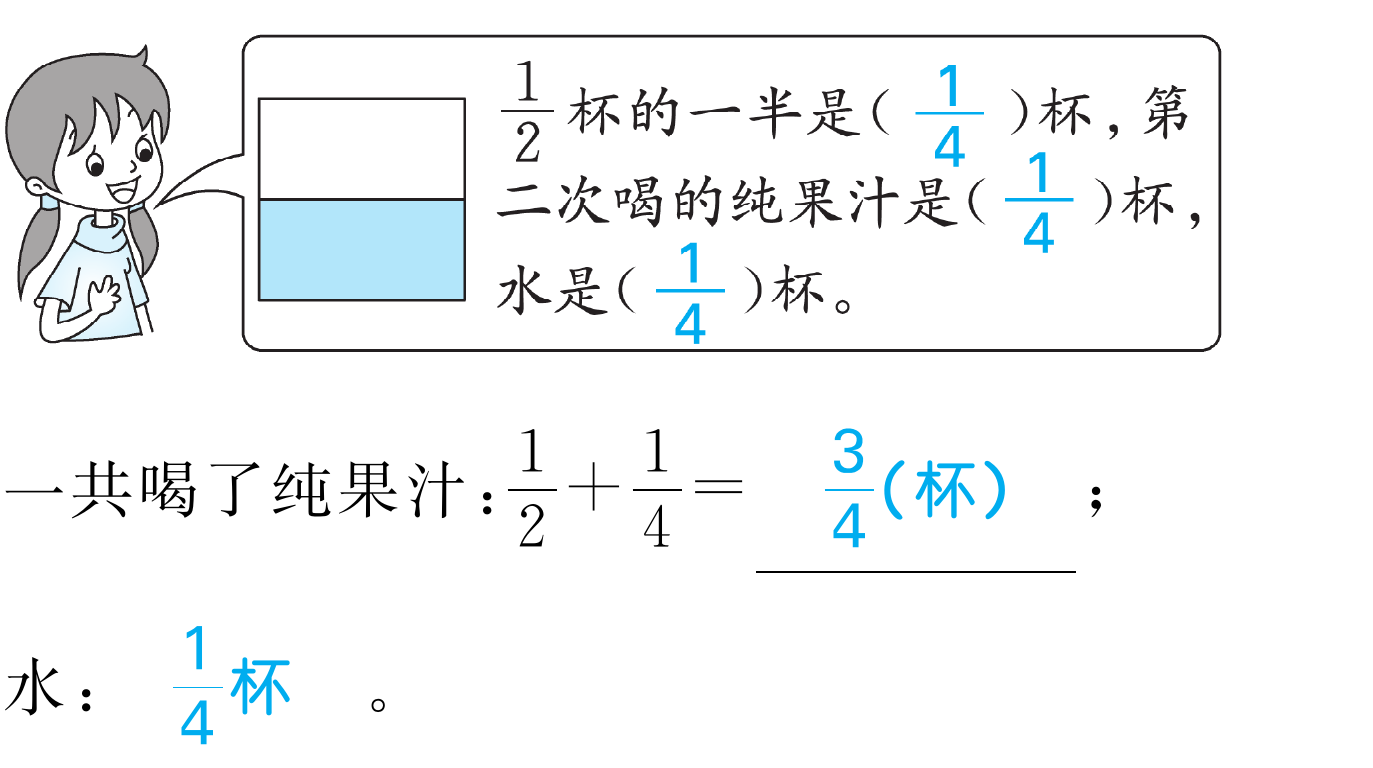 1/2杯的一半是( 1/4 )杯,第
二次喝的纯果汁是( 1/4 )杯,
水是( 1/4 )杯。
一共喝了纯果汁:1/2+1/4= 3/4(杯) ;
水: 1/4杯 。